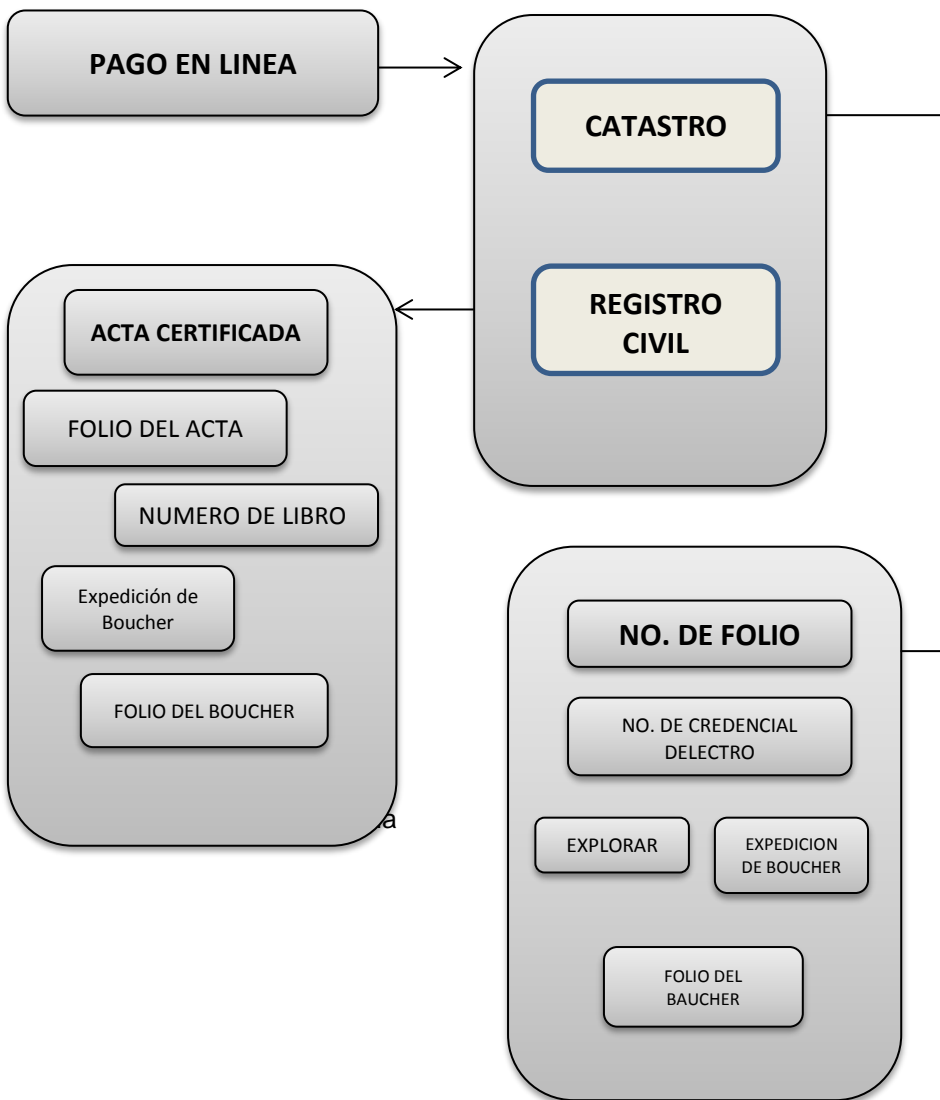 PAGO EN LINEA
CATASTRO
REGISTRO
CIVIL
ACTA CERTIFICADA
FOLIO DEL ACTA
NUMERO DE LIBRO
Expedición de
Boucher
FOLIO DEL BOUCHER
NO. DE FOLIO
NO. DE CREDENCIAL
DELECTRO
EXPLORAR
EXPEDICION
DE BOUCHER
FOLIO DEL
BAUCHER